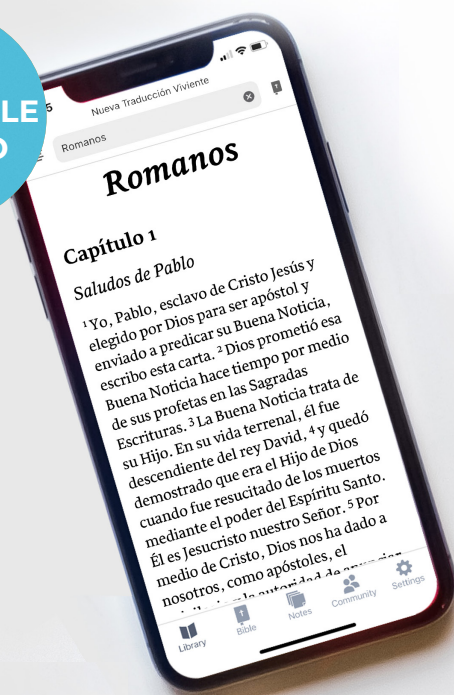 LE
O
5
Nueva Traducción Viviente
Romanos
Romanos
Capítulo 1
Saludos de Pablo
¹ Yo, Pablo, esclavo de Cristo Jesús y
elegido por Dios para ser apóstol y
enviado a predicar su Buena Noticia,
escribo esta carta. ² Dios prometió esa
Buena Noticia hace tiempo por medio
de sus profetas en las Sagradas
Escrituras. ³ La Buena Noticia trata de
su Hijo. En su vida terrenal, él fue
descendiente del rey David, ⁴ y quedó
demostrado que era el Hijo de Dios
cuando fue resucitado de los muertos
mediante el poder del Espíritu Santo.
Él es Jesucristo nuestro Señor. ⁵ Por
medio de Cristo, Dios nos ha dado a
nosotros, como apóstoles, el
la autoridad de anunciar
Library
Bible
Notes
Community
Settings